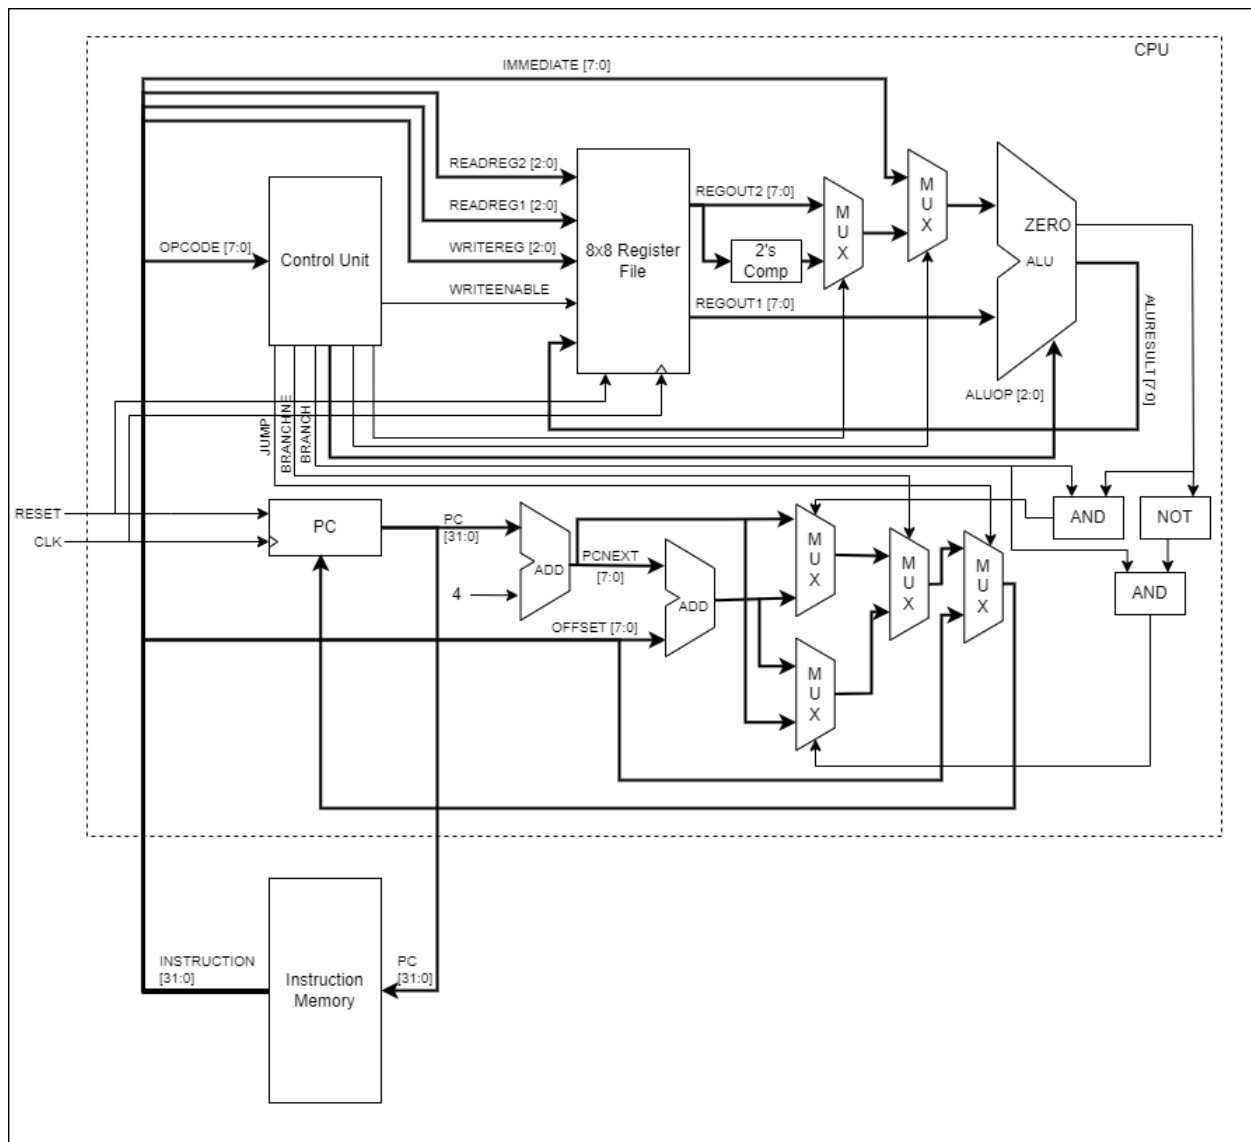 CPU
IMMEDIATE [7:0]
READREG2 [2:0]
READREG1 [2:0]
WRITEREG [2:0]
WRITEENABLE
OPCODE [7:0]
Control Unit
8x8 Register
File
REGOUT2 [7:0]
2's
Comp
REGOUT1 [7:0]
M
U
X
M
U
X
ZERO
ALU
ALUOP [2:0]
ALURESULT [7:0]
JUMP
BRANCHNE
BRANCH
RESET
CLK
PC
PC
[31:0]
4
ADD
PCNEXT
[7:0]
OFFSET [7:0]
ADD
M
U
X
M
U
X
M
U
X
M
U
X
AND
NOT
AND
INSTRUCTION
[31:0]
Instruction
Memory
PC
[31:0]